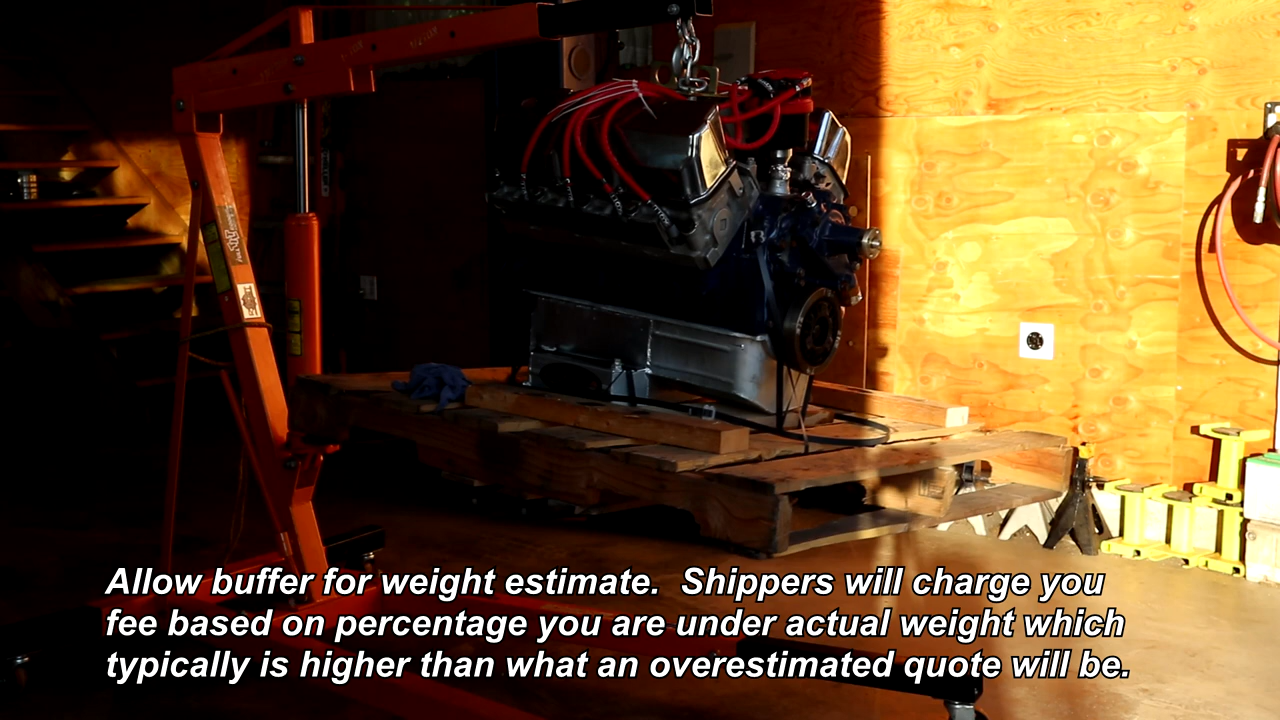 Allow buffer for weight estimate.  Shippers will charge you
fee based on percentage you are under actual weight which
typically is higher than what an overestimated quote will be.